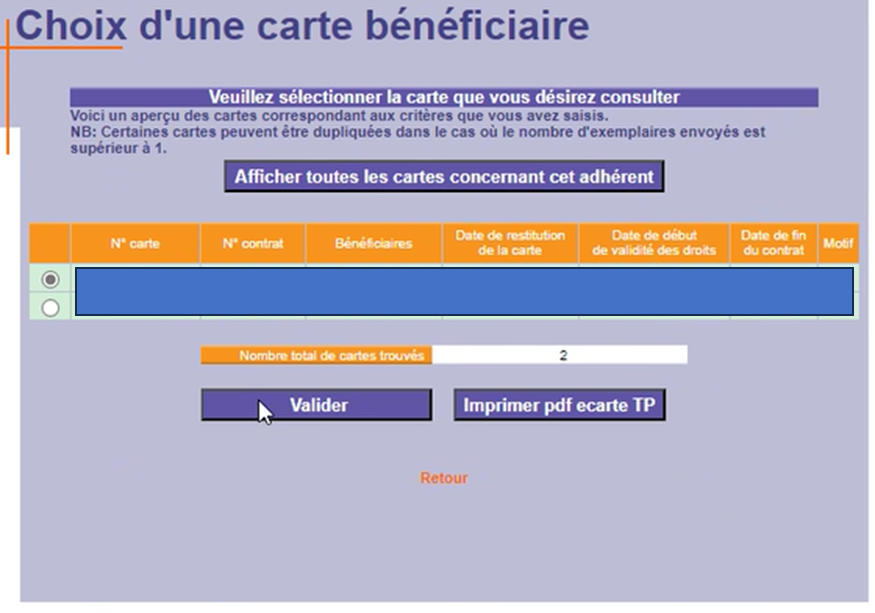 Choix d'une carte bénéficiaire
Veuillez sélectionner la carte que vous désirez consulter
Voici un aperçu des cartes correspondant aux critères que vous avez saisis.
NB: Certaines cartes peuvent être dupliquées dans le cas où le nombre d'exemplaires envoyés est
supérieur à 1.
Afficher toutes les cartes concernant cet adhérent
N° carte N° contrat Bénéficiaires Date de restitution de la carte Date de début de validité des droits Date de fin du contrat Motif
Nombre total de cartes trouvés 2
Valider Imprimer pdf ecarte TP
Retour